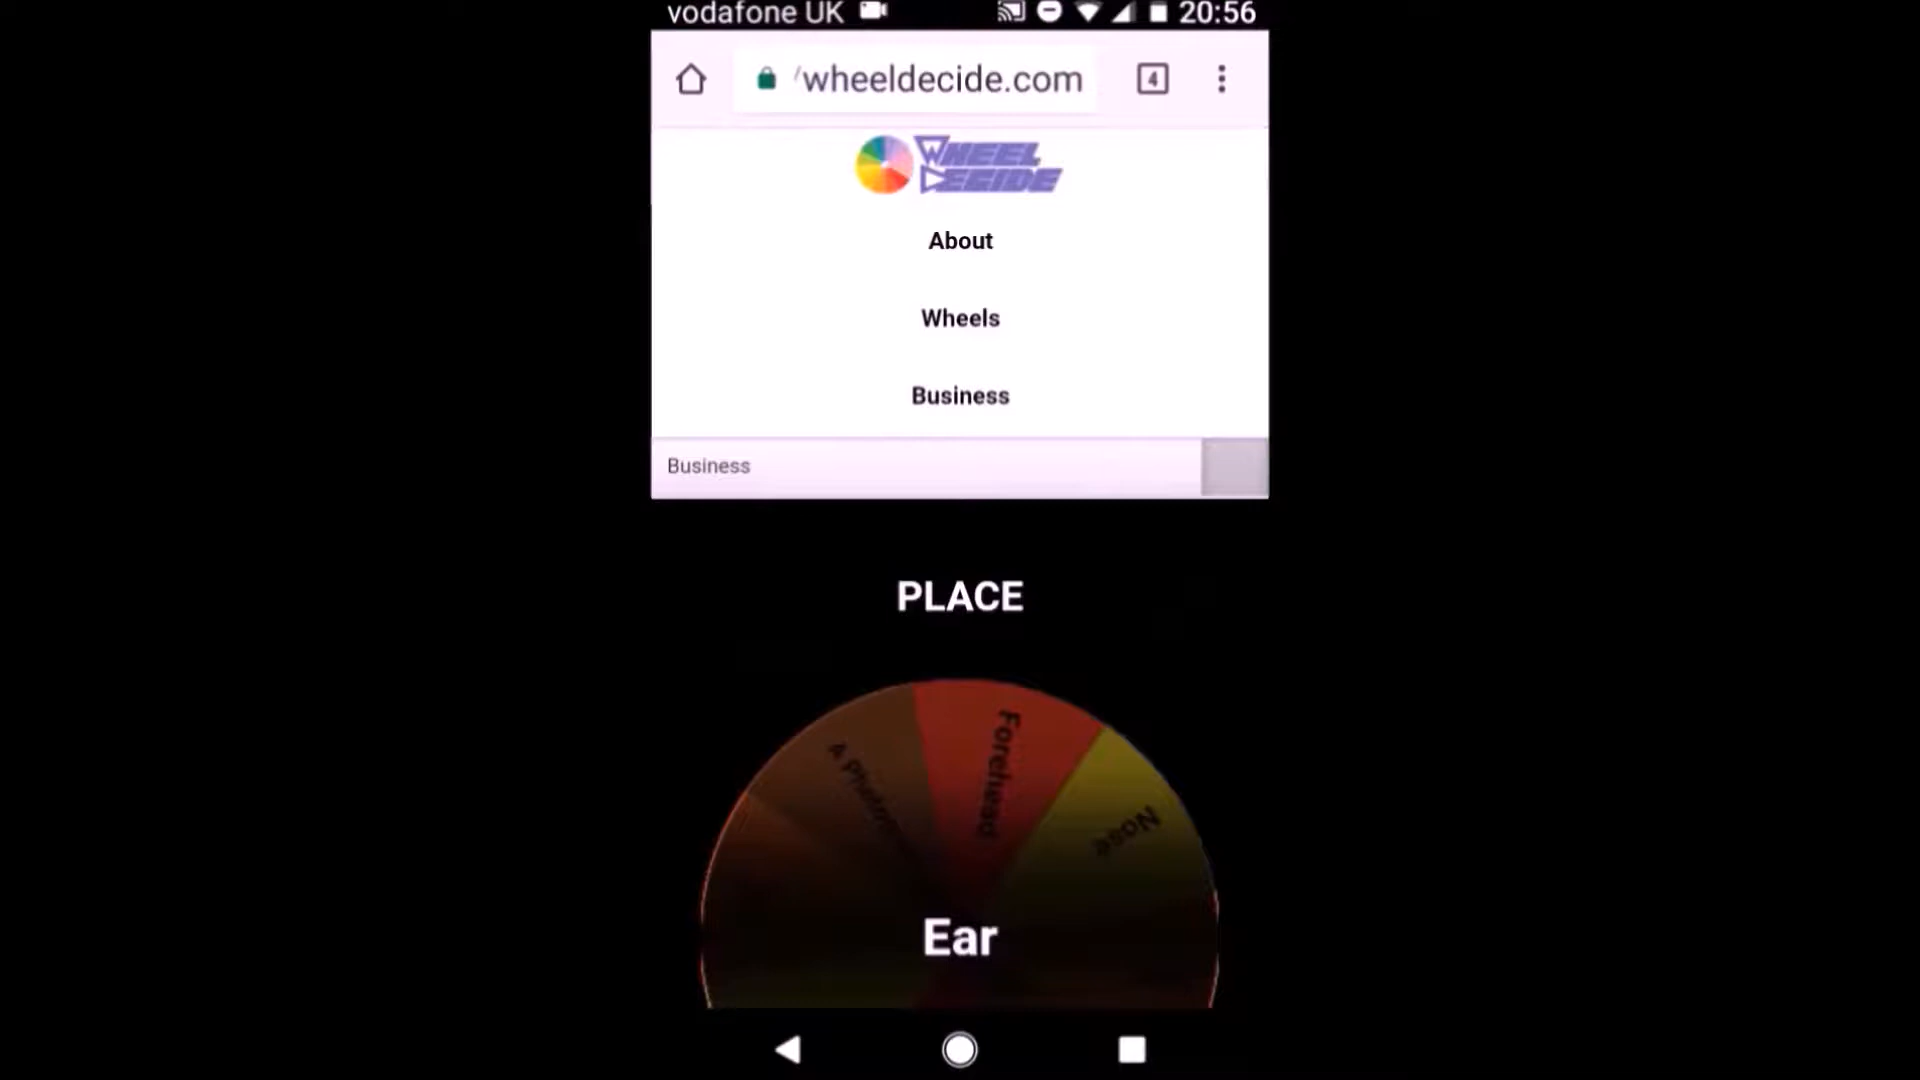 vodafone UK 20:56
/wheeldecide.com 4
WHEEL
DECIDE
About
Wheels
Business
Business
PLACE
Forehead
Nose
A
Ear